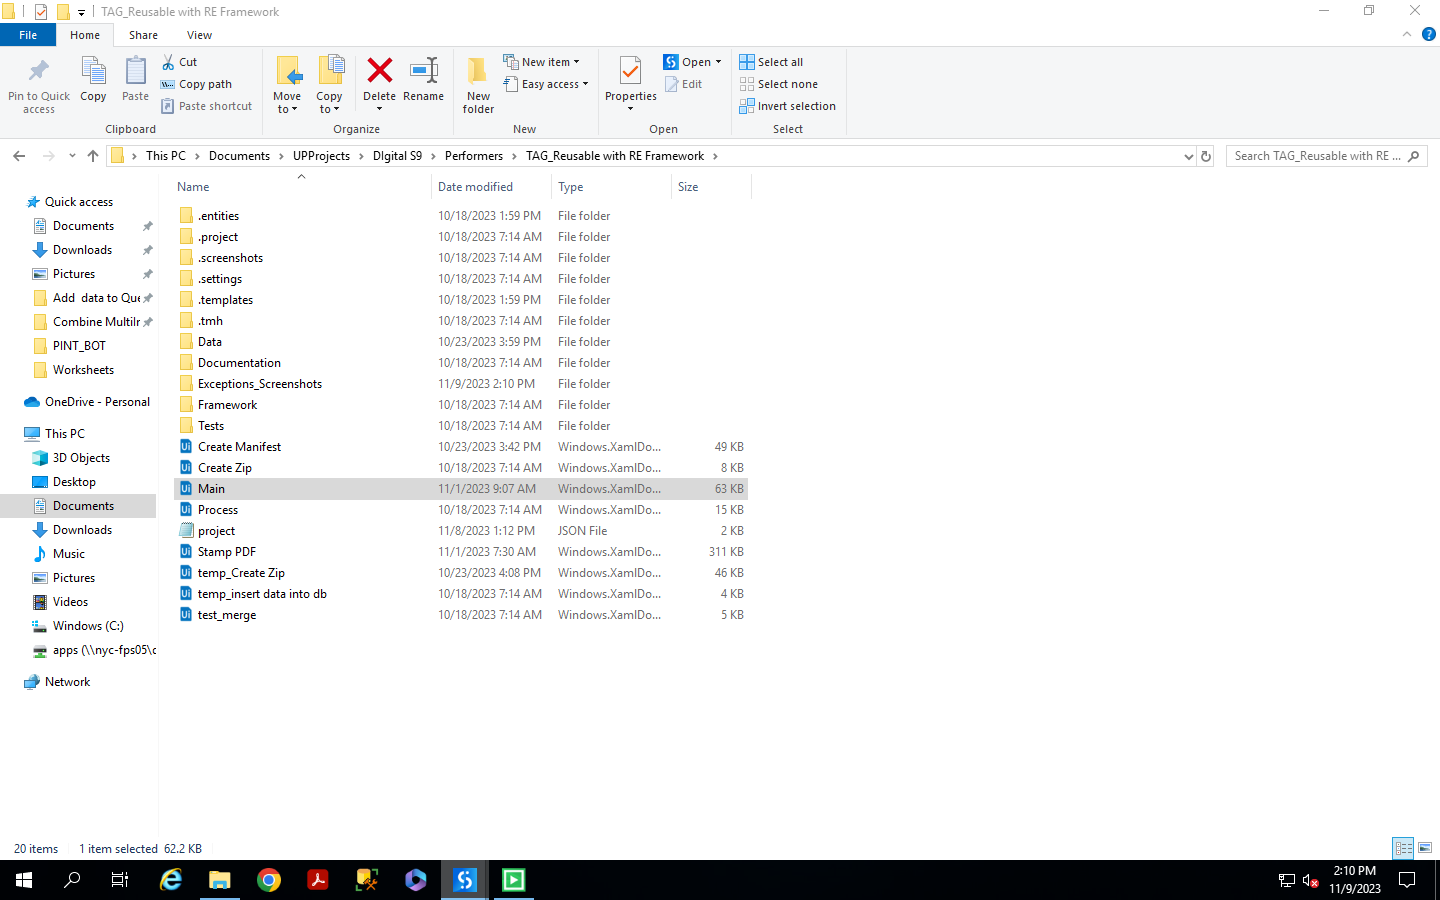 TAG_Reusable with RE Framework
File
Home
Share
View
Pin to Quick access
Copy
Paste
Cut
Copy path
Paste shortcut
Clipboard
Move to
Copy to
Delete
Rename
Organize
New folder
New item
Easy access
New
Properties
Open
Edit
Open
Select all
Select none
Invert selection
Select
This PC
Documents
UPProjects
DIgital S9
Performers
TAG_Reusable with RE Framework
Search TAG_Reusable with RE ...
Name
Date modified
Type
Size
Quick access
Documents
Downloads
Pictures
Add  data to Que
Combine MultiIm
PINT_BOT
Worksheets
OneDrive - Personal
This PC
3D Objects
Desktop
Documents
Downloads
Music
Pictures
Videos
Windows (C:)
apps (\\nyc-fps05\c
Network
.entities 10/18/2023 1:59 PM File folder
.project 10/18/2023 7:14 AM File folder
.screenshots 10/18/2023 7:14 AM File folder
.settings 10/18/2023 7:14 AM File folder
.templates 10/18/2023 1:59 PM File folder
.tmh 10/18/2023 7:14 AM File folder
Data 10/23/2023 3:59 PM File folder
Documentation 10/18/2023 7:14 AM File folder
Exceptions_Screenshots 11/9/2023 2:10 PM File folder
Framework 10/18/2023 7:14 AM File folder
Tests 10/18/2023 7:14 AM File folder
Create Manifest 10/23/2023 3:42 PM Windows.XamlDo... 49 KB
Create Zip 10/18/2023 7:14 AM Windows.XamlDo... 8 KB
Main 11/1/2023 9:07 AM Windows.XamlDo... 63 KB
Process 10/18/2023 7:14 AM Windows.XamlDo... 15 KB
project 11/8/2023 1:12 PM JSON File 2 KB
Stamp PDF 11/1/2023 7:30 AM Windows.XamlDo... 311 KB
temp_Create Zip 10/23/2023 4:08 PM Windows.XamlDo... 46 KB
temp_insert data into db 10/18/2023 7:14 AM Windows.XamlDo... 4 KB
test_merge 10/18/2023 7:14 AM Windows.XamlDo... 5 KB
20 items
1 item selected  62.2 KB
2:10 PM
11/9/2023